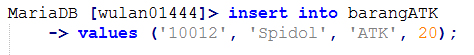 MariaDB [wulan01444]> insert into barangATK
-> values ('10012', 'Spidol', 'ATK', 20);